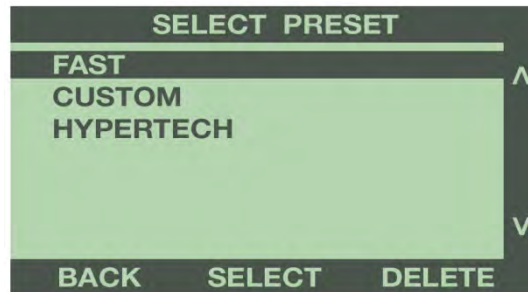 SELECT PRESET
FAST
CUSTOM
HYPERTECH
BACK SELECT DELETE